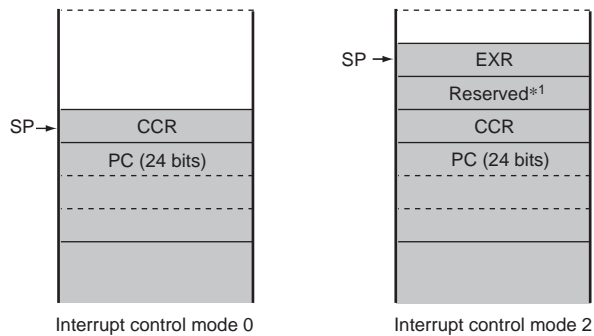 SP
CCR
PC (24 bits)
Interrupt control mode 0
SP
EXR
Reserved*1
CCR
PC (24 bits)
Interrupt control mode 2